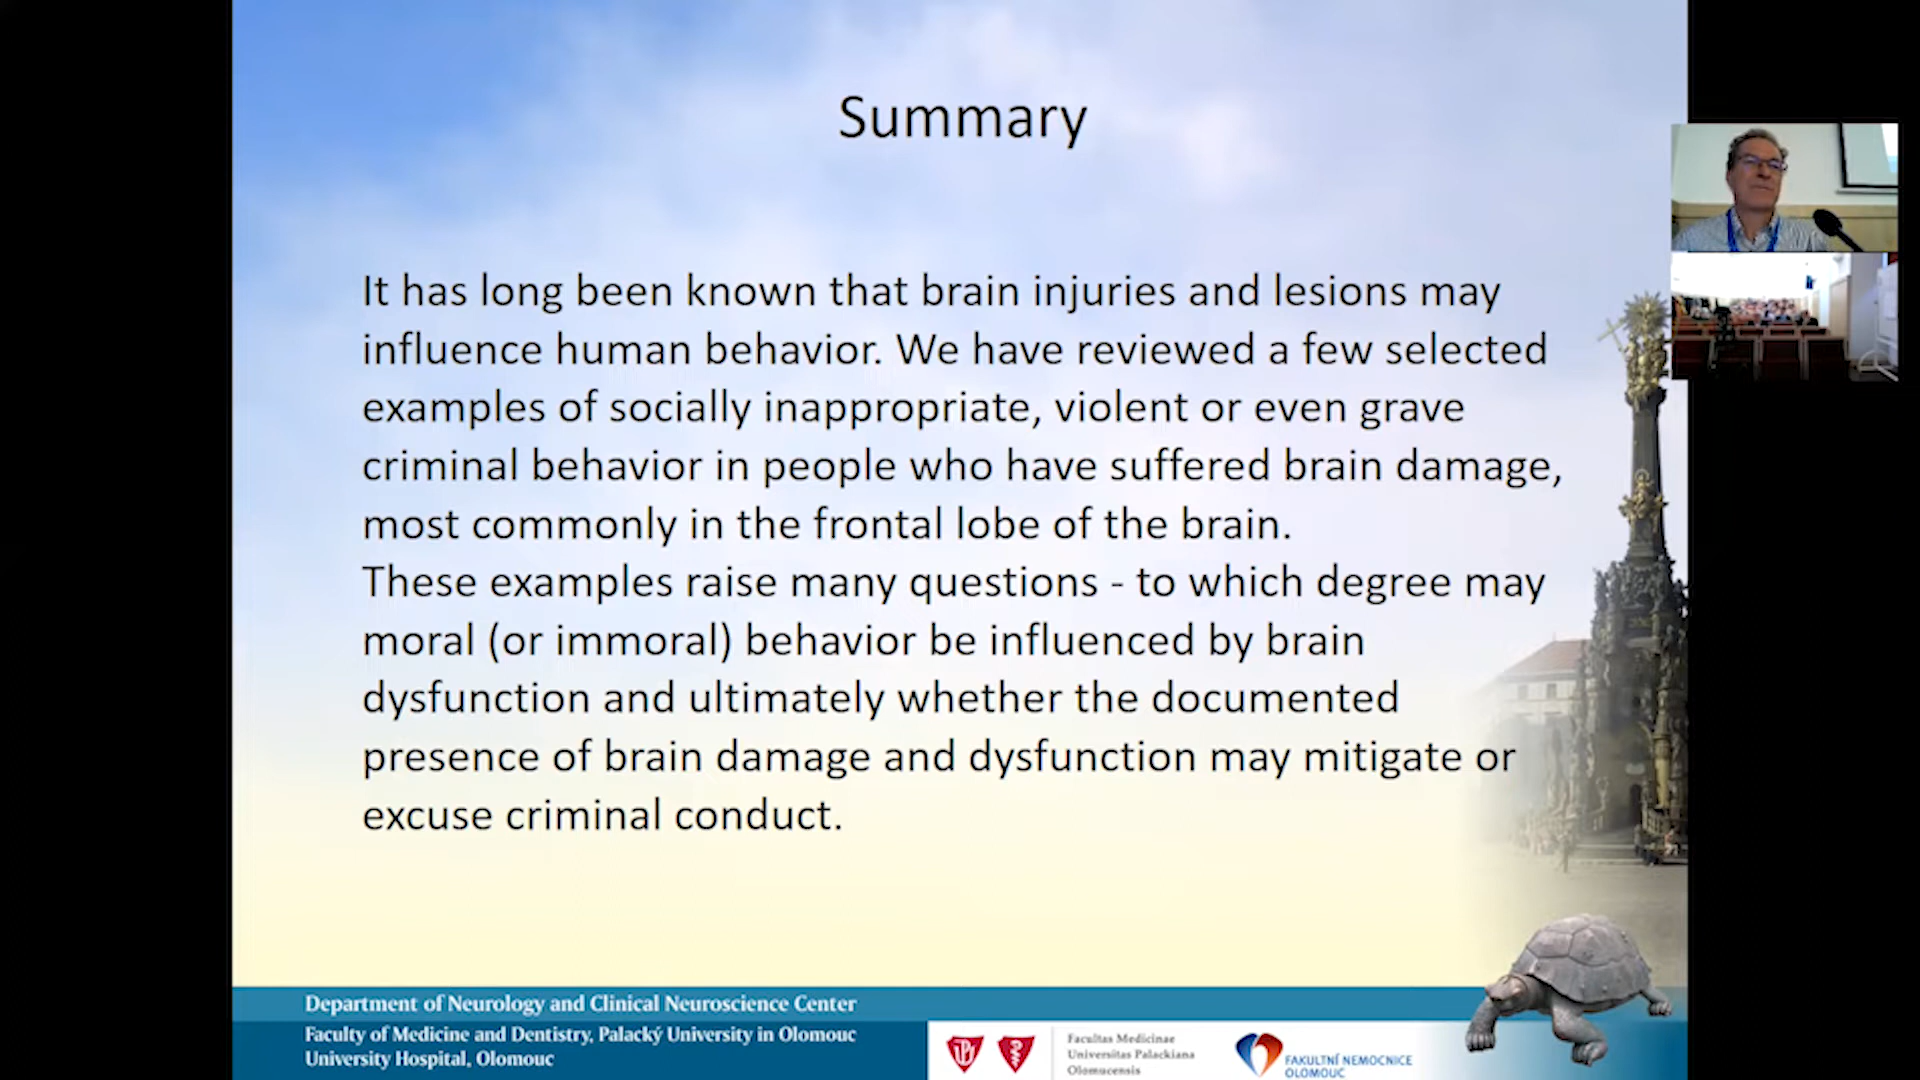 Summary
It has long been known that brain injuries and lesions may
influence human behavior. We have reviewed a few selected
examples of socially inappropriate, violent or even grave
criminal behavior in people who have suffered brain damage,
most commonly in the frontal lobe of the brain.
These examples raise many questions - to which degree may
moral (or immoral) behavior be influenced by brain
dysfunction and ultimately whether the documented
presence of brain damage and dysfunction may mitigate or
excuse criminal conduct.
Department of Neurology and Clinical Neuroscience Center
Faculty of Medicine and Dentistry, Palacký University in Olomouc
University Hospital, Olomouc
Facultas Medicinae
Universitas Palackiana
Olomucensis
FAKULTNÍ NEMOCNICE
OLOMOUC